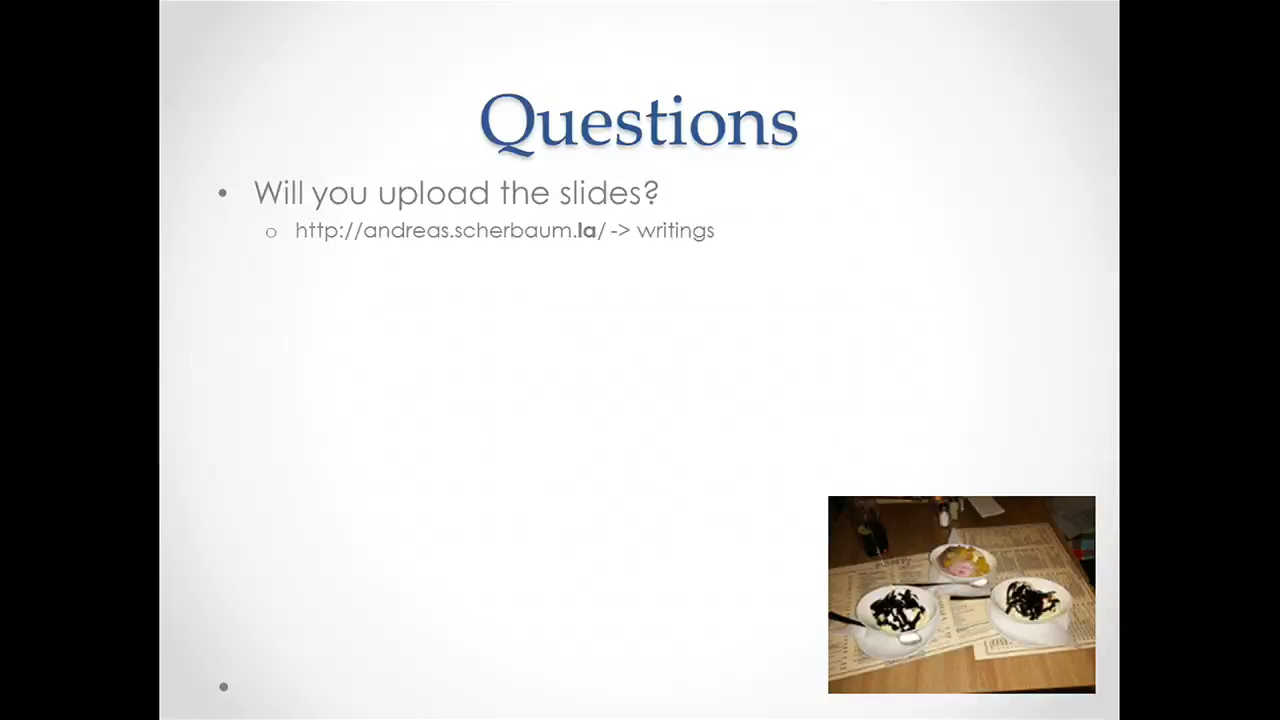 Questions
• Will you upload the slides?
o http://andreas.scherbaum.la/ -> writings
•